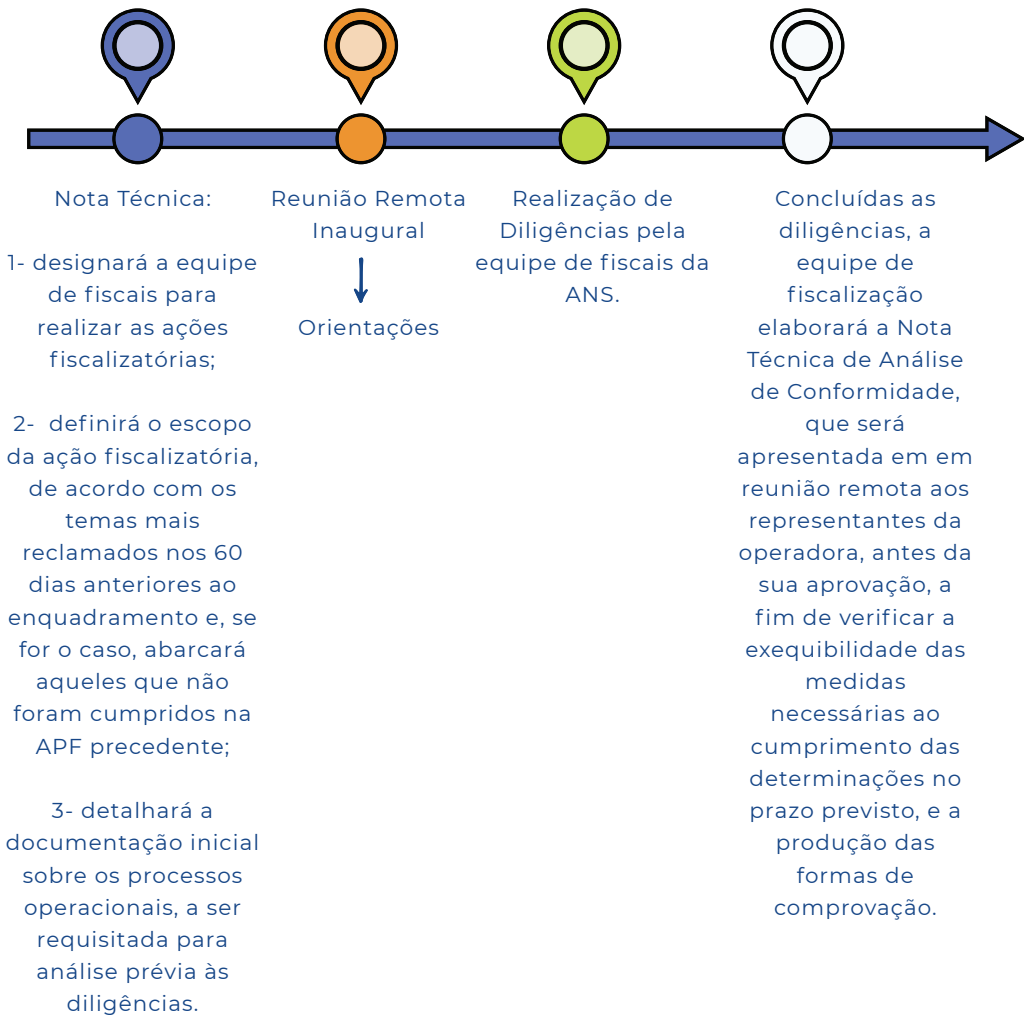 Nota Técnica:
1- designará a equipe
de fiscais para
realizar as ações
fiscalizatórias;
2-  definirá o escopo
da ação fiscalizatória,
de acordo com os
temas mais
reclamados nos 60
dias anteriores ao
enquadramento e, se
for o caso, abarcará
aqueles que não
foram cumpridos na
APF precedente;
3- detalhará a
documentação inicial
sobre os processos
operacionais, a ser
requisitada para
análise prévia às
diligências.
Reunião Remota
Inaugural
Orientações
Realização de
Diligências pela
equipe de fiscais da
ANS.
Concluídas as
diligências, a
equipe de
fiscalização
elaborará a Nota
Técnica de Análise
de Conformidade,
que será
apresentada em em
reunião remota aos
representantes da
operadora, antes da
sua aprovação, a
fim de verificar a
exequibilidade das
medidas
necessárias ao
cumprimento das
determinações no
prazo previsto, e a
produção das
formas de
comprovação.